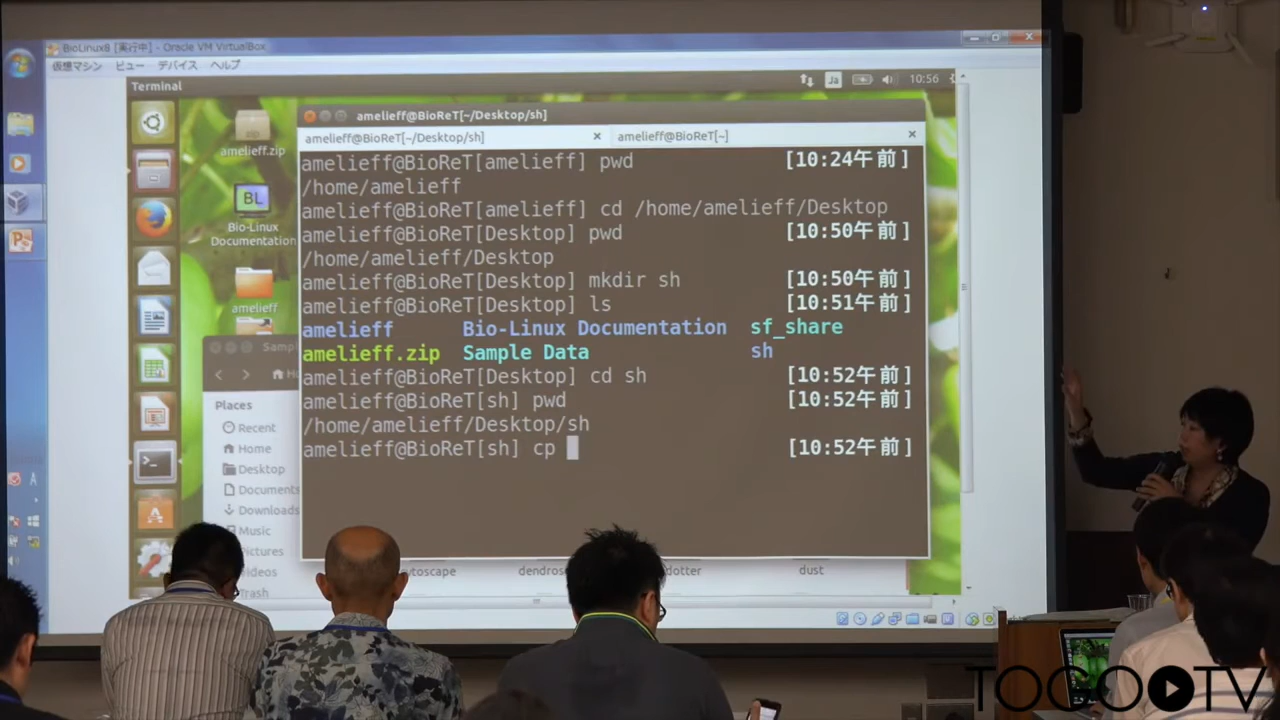 BioLinux8 [実行中] - Oracle VM VirtualBox
仮想マシン ビュー デバイス ヘルプ
Terminal
Ja
10:56
amelieff@BioReT[~/Desktop/sh]
amelieff@BioReT[~/Desktop/sh]
amelieff@BioReT[~]
amelieff@BioReT[amelieff] pwd [10:24午前]
/home/amelieff
amelieff@BioReT[amelieff] cd /home/amelieff/Desktop
amelieff@BioReT[Desktop] pwd [10:50午前]
/home/amelieff/Desktop
amelieff@BioReT[Desktop] mkdir sh [10:50午前]
amelieff@BioReT[Desktop] ls [10:51午前]
amelieff Bio-Linux Documentation sf_share
amelieff.zip Sample Data sh
amelieff@BioReT[Desktop] cd sh [10:52午前]
amelieff@BioReT[sh] pwd [10:52午前]
/home/amelieff/Desktop/sh
amelieff@BioReT[sh] cp [10:52午前]
amelieff.zip
BL
Bio-Linux
Documentation
amelieff
Places
Recent
Home
Desktop
Documents
Downloads
Music
dust
TOGO TV